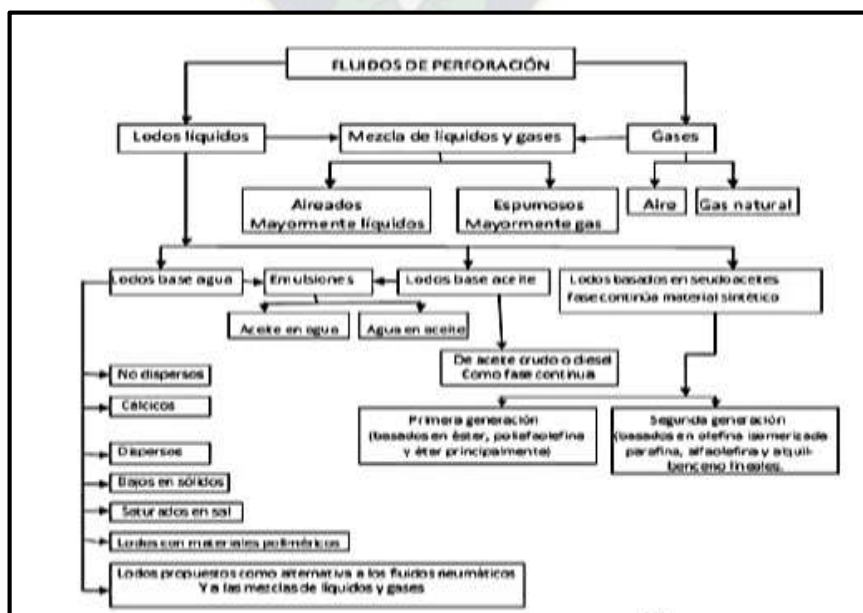 FLUIDOS DE PERFORACIÓN
Lodos líquidos
Mezcla de líquidos y gases
Gases
Aireados
Mayormente líquidos
Espumosos
Mayormente gas
Aire
Gas natural
Lodos base agua
Emulsiones
Lodos base aceite
Lodos basados en seudoaceites
fase continúa material sintético
Aceite en agua
Agua en aceite
De aceite crudo o diesel
Como fase continua
No dispersos
Cálcicos
Dispersos
Bajos en sólidos
Saturados en sal
Lodos con materiales poliméricos
Lodos propuestos como alternativa a los fluidos neumáticos
Y a las mezclas de líquidos y gases
Primera generación
(basados en éster,
y éter principalmente)
Segunda generación
(basados en olefina isomerizada
parafina, alfaolefina y alquil-
benceno lineales.